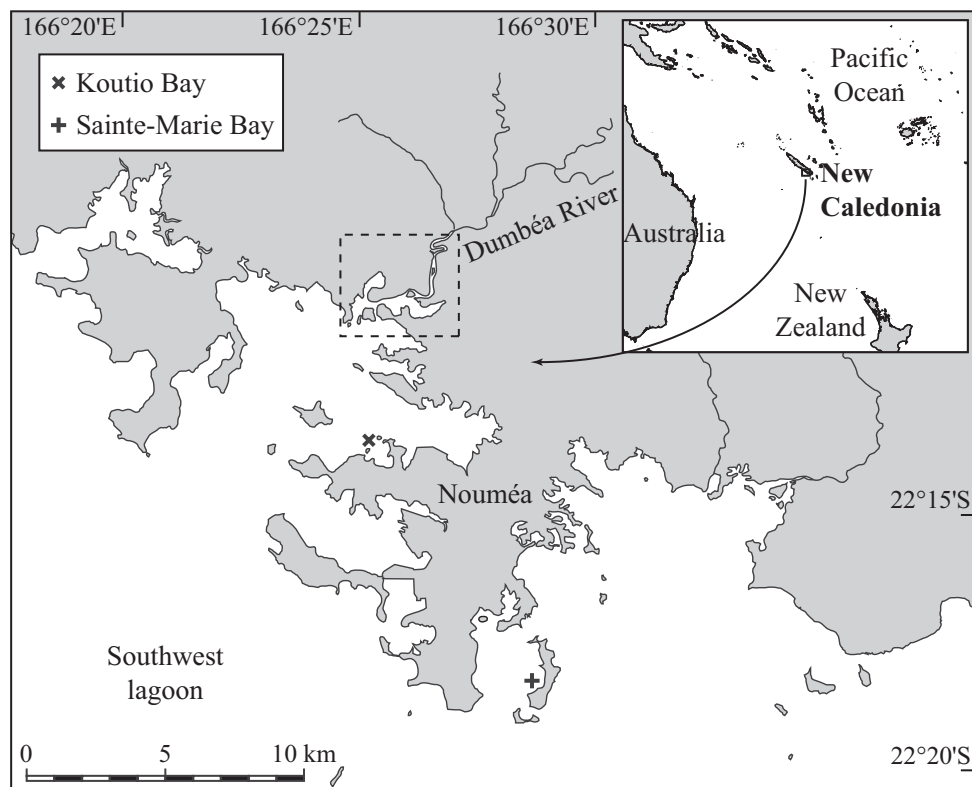 166°20'E
166°25'E
166°30'E
× Koutio Bay
+ Sainte-Marie Bay
Pacific
Ocean
New
Caledonia
Australia
New
Zealand
Dumbéa River
Nouméa
22°15'S
Southwest
lagoon
0 5 10 km
22°20'S